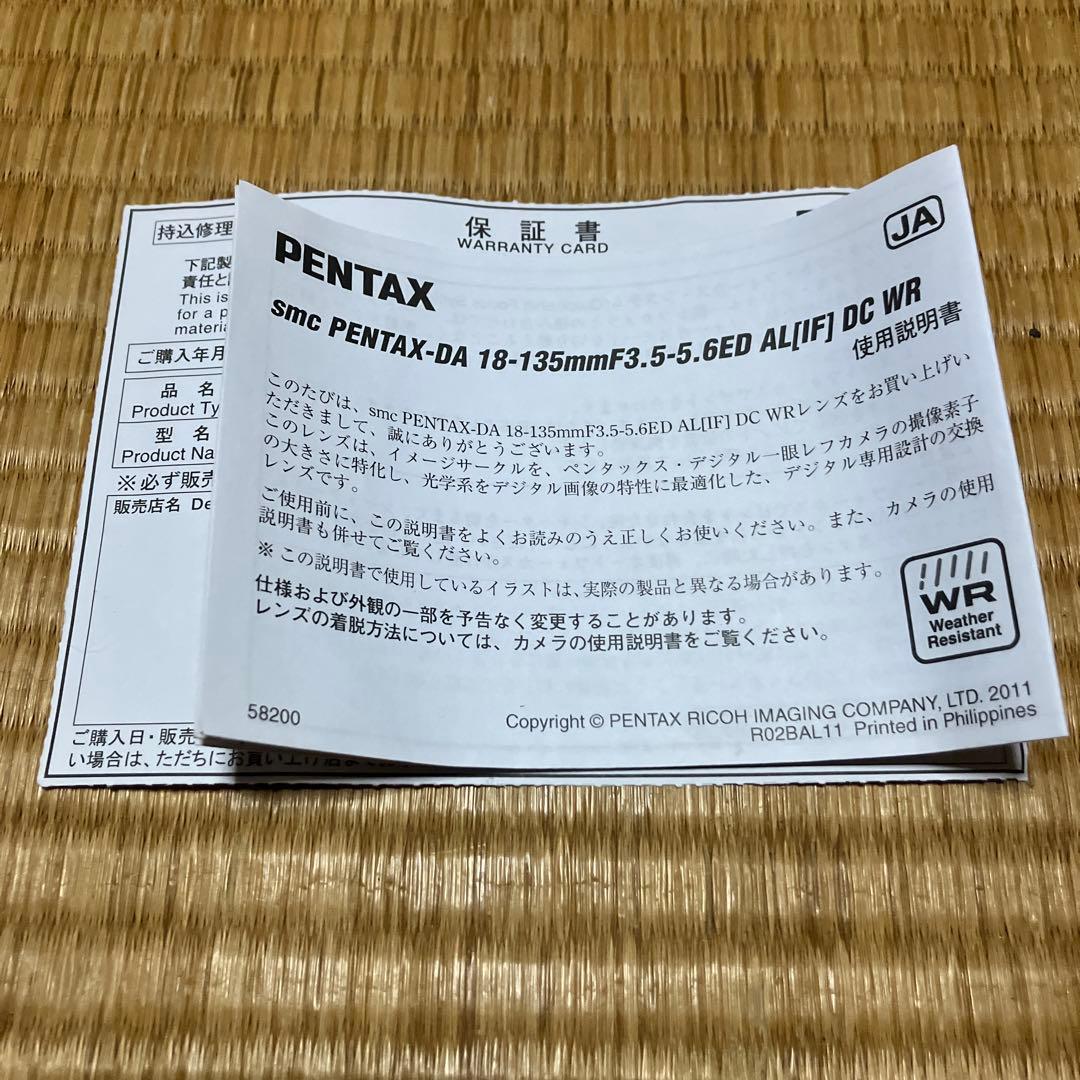 持込修理
保証書
WARRANTY CARD
下記製
責任と
This is
for a p
materia
ご購入年月
品 名
Product Ty
型 名
Product Na
※必ず販売
販売店名 De
ご購入日・販売
い場合は、ただちにお買い上げ店
JA
PENTAX
smc PENTAX-DA 18-135mmF3.5-5.6ED AL[IF] DC WR
使用説明書
このたびは、smc PENTAX-DA 18-135mmF3.5-5.6ED AL[IF] DC WRレンズをお買い上げい
ただきまして、誠にありがとうございます。
このレンズは、イメージサークルを、ペンタックス・デジタル一眼レフカメラの撮像素子
の大きさに特化し、光学系をデジタル画像の特性に最適化した、デジタル専用設計の交換
レンズです。
ご使用前に、この説明書をよくお読みのうえ正しくお使いください。また、カメラの使用
説明書も併せてご覧ください。
※ この説明書で使用しているイラストは、実際の製品と異なる場合があります。
仕様および外観の一部を予告なく変更することがあります。
レンズの着脱方法については、カメラの使用説明書をご覧ください。
WR
Weather
Resistant
58200
Copyright © PENTAX RICOH IMAGING COMPANY, LTD. 2011
R02BAL11 Printed in Philippines